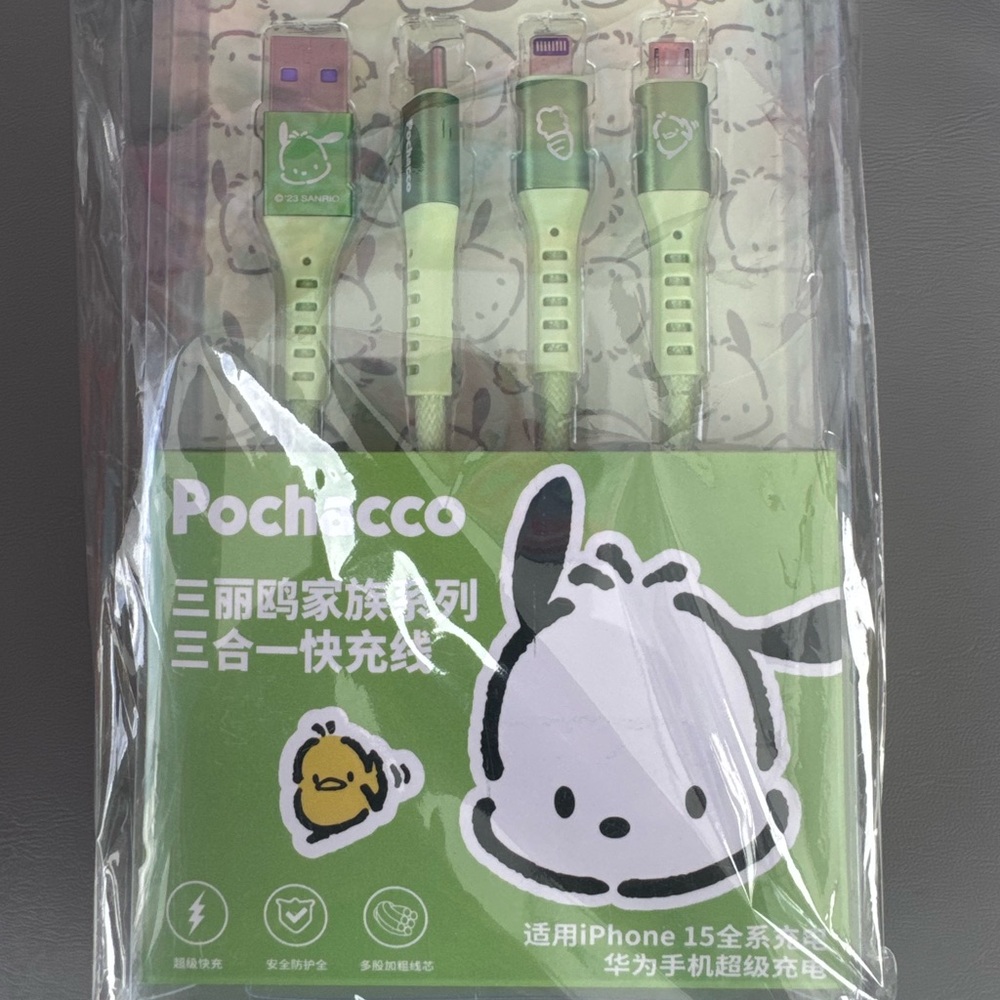 © '23 SANRIO
Pochacco
Pochacco
三丽鸥家族系列
三合一快充线
超级快充
安全防护全
多股加粗线芯
适用iPhone 15全系充电
华为手机超级充电